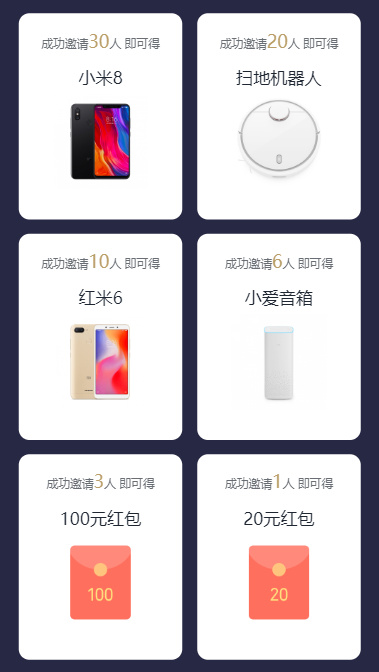 成功邀请30人 即可得
小米8
成功邀请20人 即可得
扫地机器人
成功邀请10人 即可得
红米6
成功邀请6人 即可得
小爱音箱
成功邀请3人 即可得
100元红包
100
成功邀请1人 即可得
20元红包
20